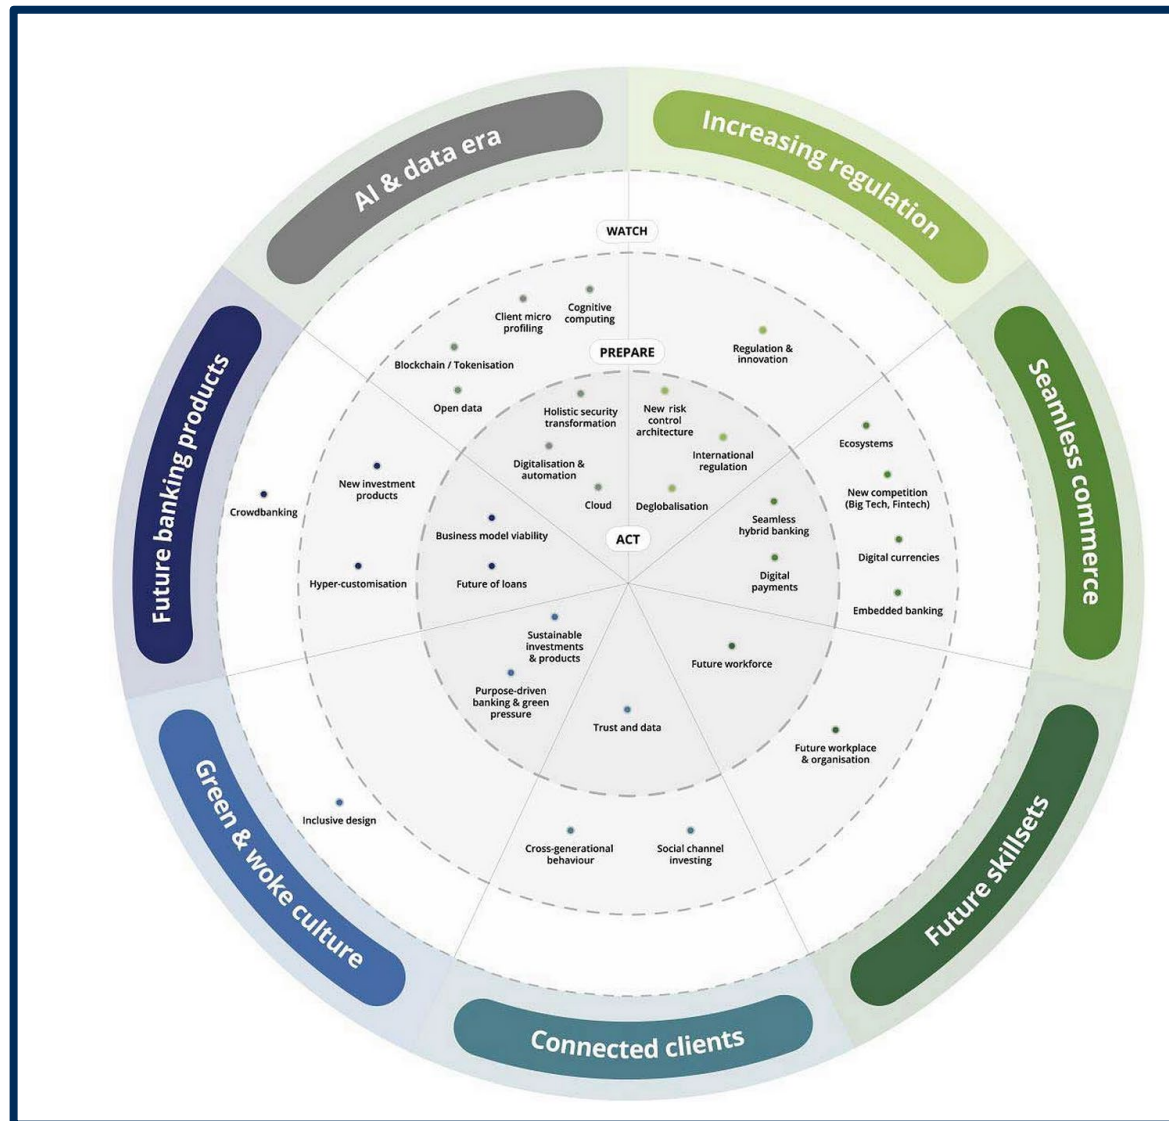 AI & data era
Increasing regulation
Seamless commerce
Future skillsets
Connected clients
Green & woke culture
Future banking products
WATCH
PREPARE
ACT
Cognitive
computing
Client micro
profiling
Blockchain / Tokenisation
Open data
Holistic security
transformation
Digitalisation &
automation
Cloud
Regulation &
innovation
New risk
control
architecture
International
regulation
Deglobalisation
Ecosystems
New competition
(Big Tech, Fintech)
Digital currencies
Embedded banking
Seamless
hybrid banking
Digital
payments
Future workforce
Future workplace
& organisation
Trust and data
Cross-generational
behaviour
Social channel
investing
Sustainable
investments
& products
Purpose-driven
banking & green
pressure
Inclusive design
Crowdbanking
New investment
products
Hyper-customisation
Business model viability
Future of loans